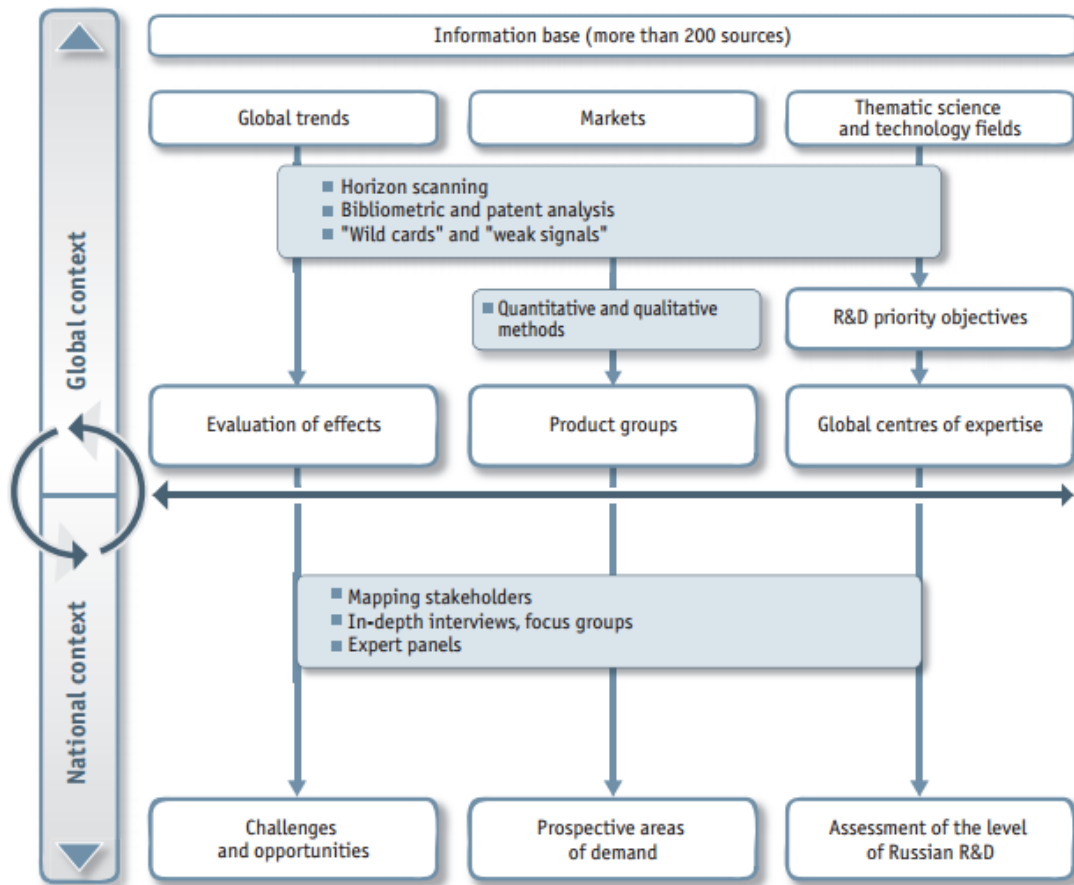 Information base (more than 200 sources)
Global trends
Markets
Thematic science
and technology fields
Horizon scanning
Bibliometric and patent analysis
"Wild cards" and "weak signals"
Global context
Quantitative and qualitative
methods
R&D priority objectives
Evaluation of effects
Product groups
Global centres of expertise
National context
Mapping stakeholders
In-depth interviews, focus groups
Expert panels
Challenges
and opportunities
Prospective areas
of demand
Assessment of the level
of Russian R&D